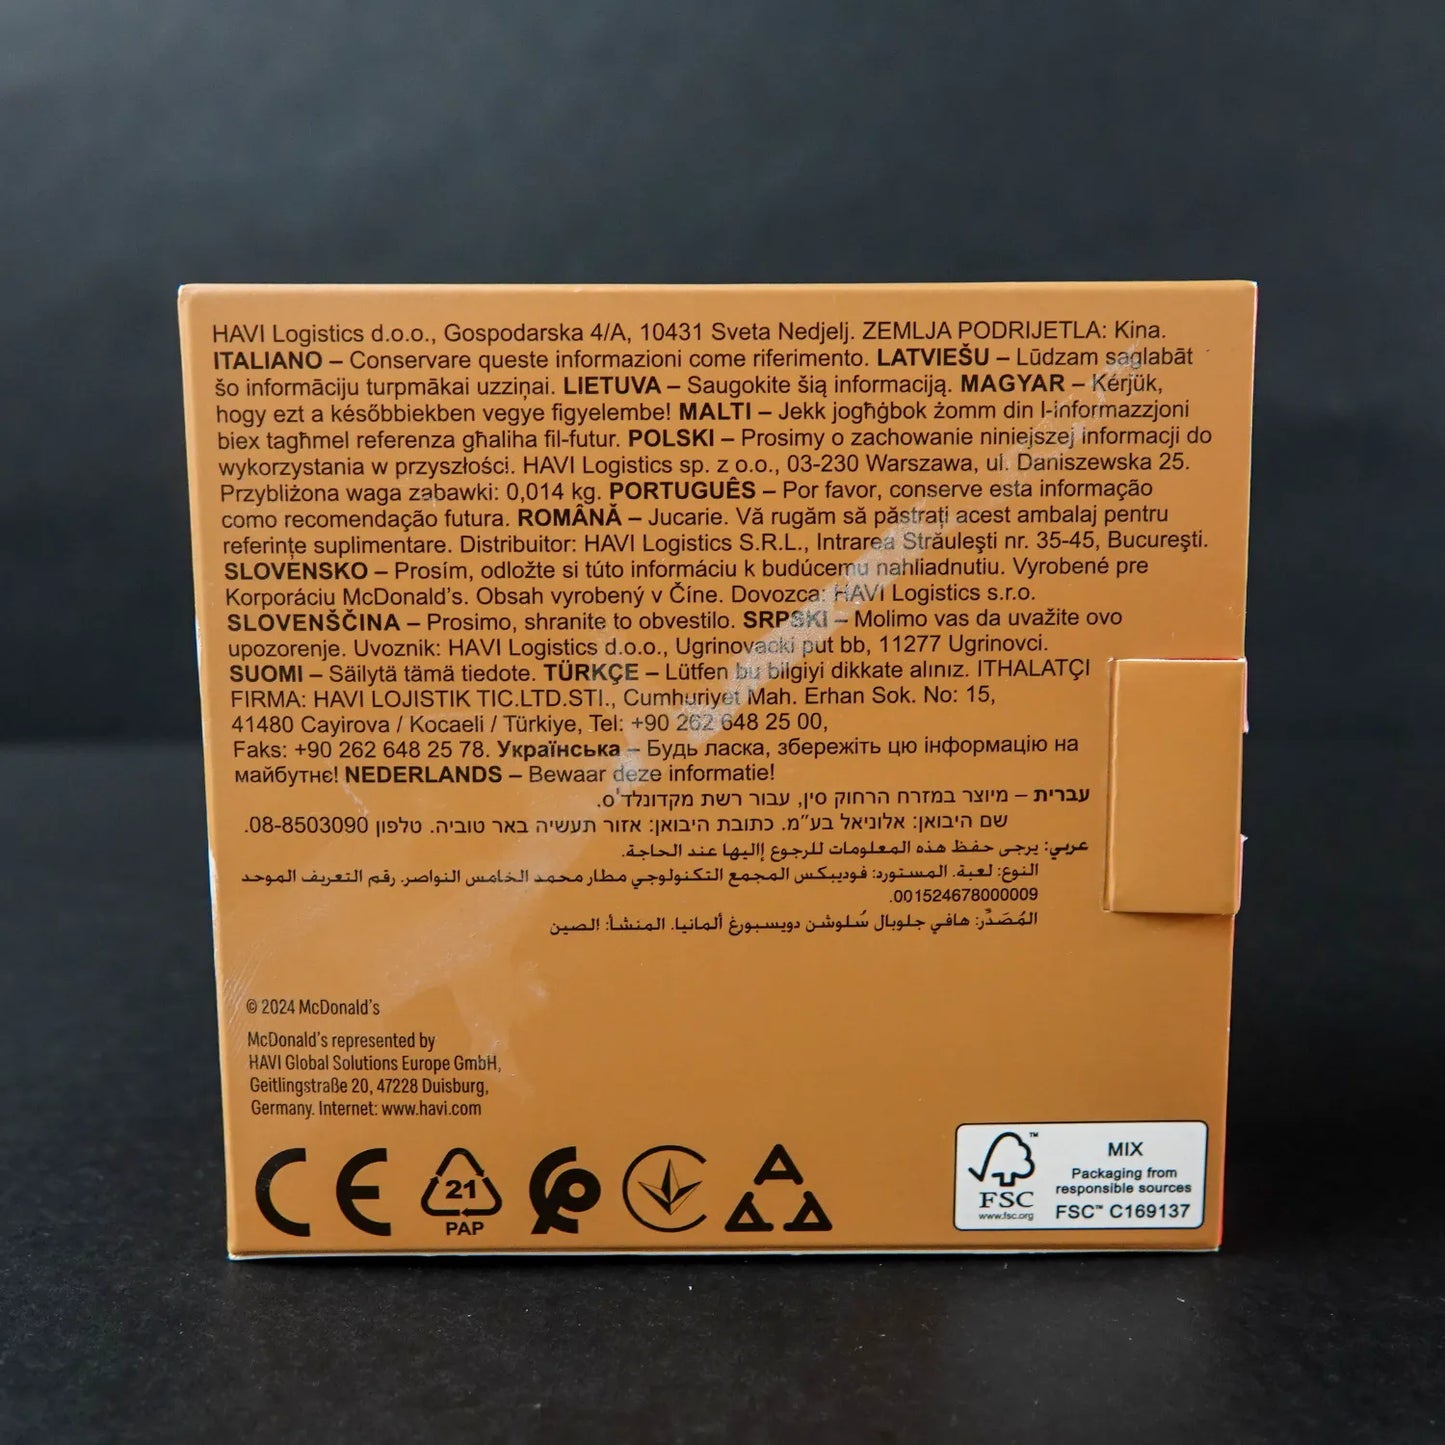 HAVI Logistics d.o.o., Gospodarska 4/A, 10431 Sveta Nedjelj. ZEMLJA PODRIJETLA: Kina.
ITALIANO – Conservare queste informazioni come riferimento. LATVIEŠU – Lūdzam saglabāt
šo informāciju turpmākai uzziņai. LIETUVA – Saugokite šią informaciją. MAGYAR – Kérjük,
hogy ezt a későbbiekben vegye figyelembe! MALTI – Jekk jogħġbok żomm din l-informazzjoni
biex tagħmel referenza għaliha fil-futur. POLSKI – Prosimy o zachowanie niniejszej informacji do
wykorzystania w przyszłości. HAVI Logistics sp. z o.o., 03-230 Warszawa, ul. Daniszewska 25.
Przybliżona waga zabawki: 0,014 kg. PORTUGUÊS – Por favor, conserve esta informação
como recomendação futura. ROMÂNĂ – Jucarie. Vă rugăm să păstrați acest ambalaj pentru
referințe suplimentare. Distribuitor: HAVI Logistics S.R.L., Intrarea Străuleşti nr. 35-45, Bucureşti.
SLOVENSKO – Prosím, odložte si túto informáciu k budúcemu nahliadnutiu. Vyrobené pre
Korporáciu McDonald's. Obsah vyrobený v Číne. Dovozca: HAVI Logistics s.r.o.
SLOVENŠČINA – Prosimo, shranite to obvestilo. SRPSKI – Molimo vas da uvažite ovo
upozorenje. Uvoznik: HAVI Logistics d.o.o., Ugrinovacki put bb, 11277 Ugrinovci.
SUOMI – Säilytä tämä tiedote. TÜRKÇE – Lütfen bu bilgiyi dikkate alınız. ITHALATÇI
FIRMA: HAVI LOJISTIK TIC.LTD.STI., Cumhuriyet Mah. Erhan Sok. No: 15,
41480 Cayirova / Kocaeli / Türkiye, Tel: +90 262 648 25 00,
Faks: +90 262 648 25 78. Українська – Будь ласка, збережіть цю інформацію на
майбутнє! NEDERLANDS – Bewaar deze informatie!
עברית – מיוצר במזרח הרחוק סין, עבור רשת מקדונלד'ס.
שם היבואן: אלוניאל בע״מ. כתובת היבואן: אזור תעשיה באר טוביה. טלפון 08-8503090.
عربي: يرجى حفظ هذه المعلومات للرجوع إاليها عند الحاجة.
النوع: لعبة. المستورد: فوديبكس المجمع التكنولوجي مطار محمد الخامس النواصر. رقم التعريف الموحد
001524678000009.
المُصَدِّر: هافي جلوبال سُلوشن دويسبورغ ألمانيا. المنشأ: الصين
© 2024 McDonald's
McDonald's represented by
HAVI Global Solutions Europe GmbH,
Geitlingstraße 20, 47228 Duisburg,
Germany. Internet: www.havi.com
CE
21
PAP
FSC
www.fsc.org
MIX
Packaging from
responsible sources
FSC™ C169137